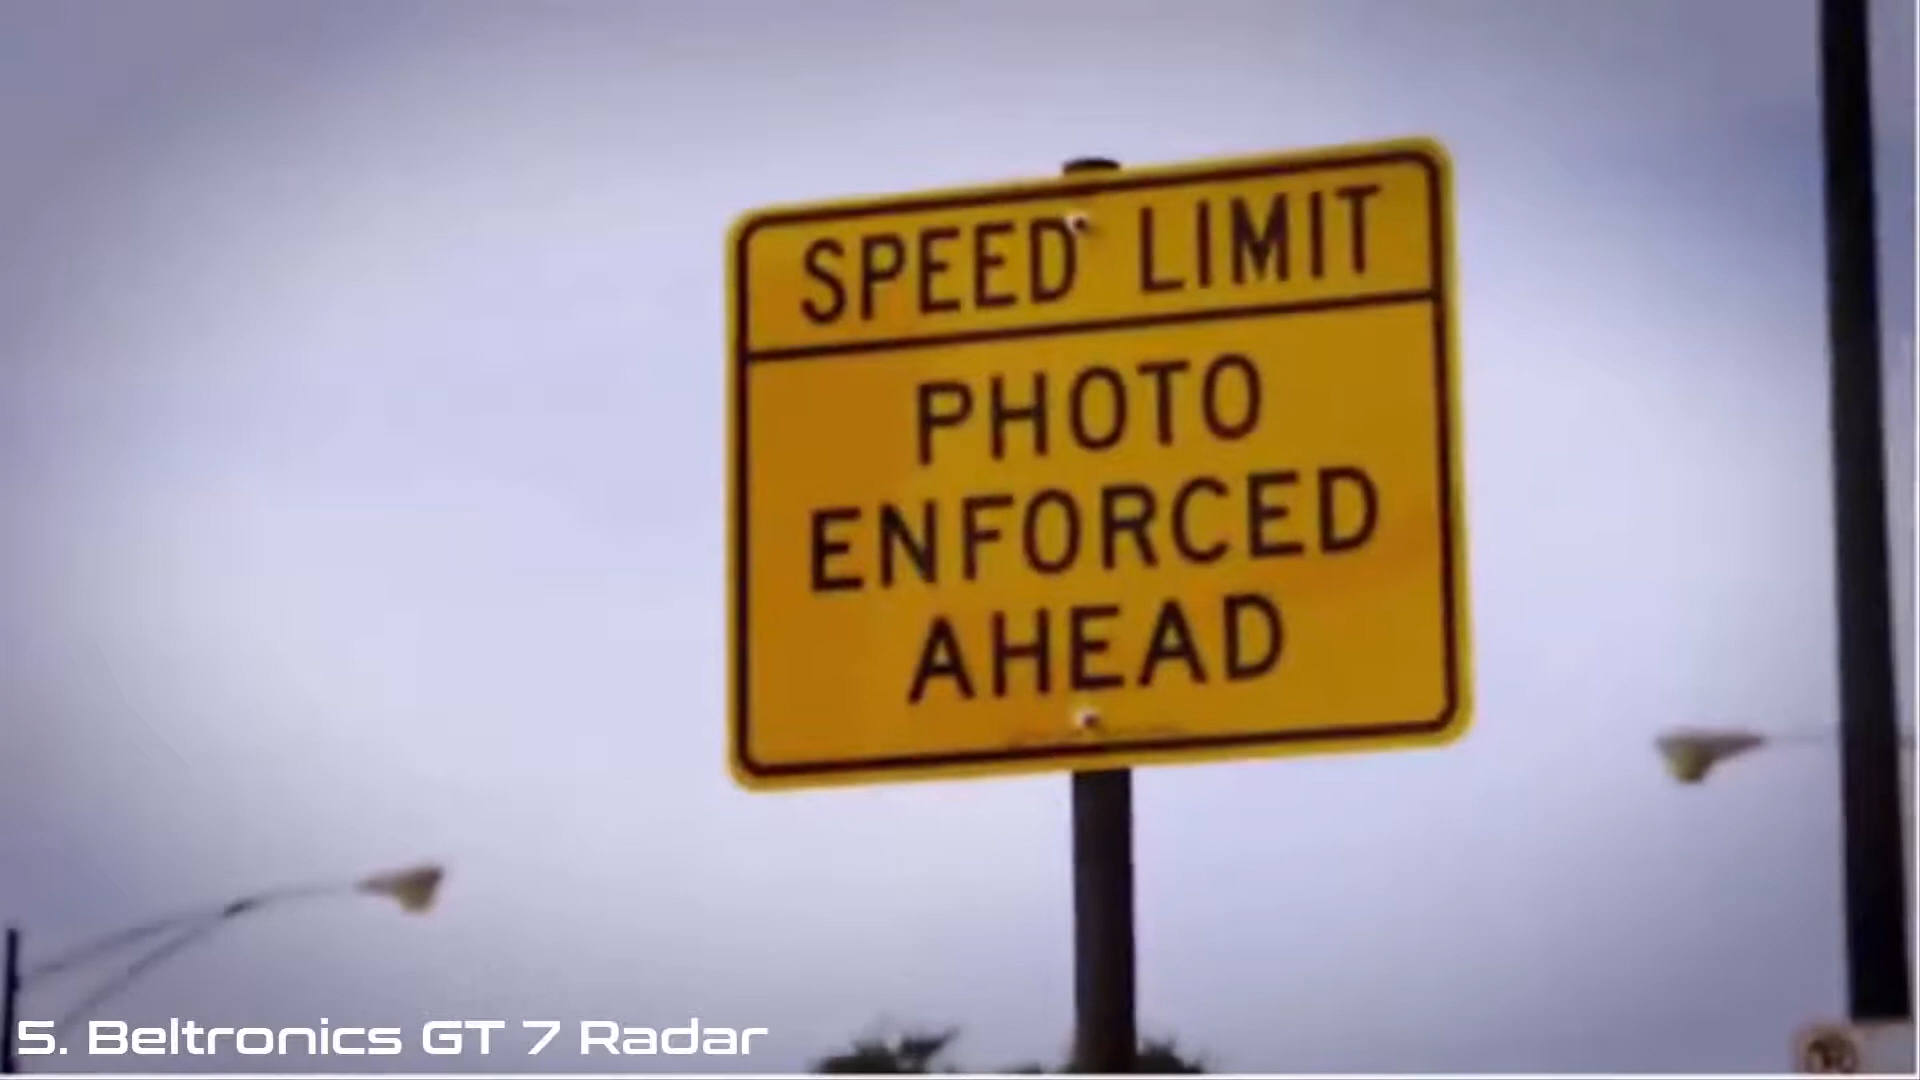 SPEED LIMIT
PHOTO
ENFORCED
AHEAD
5. Beltronics GT 7 Radar